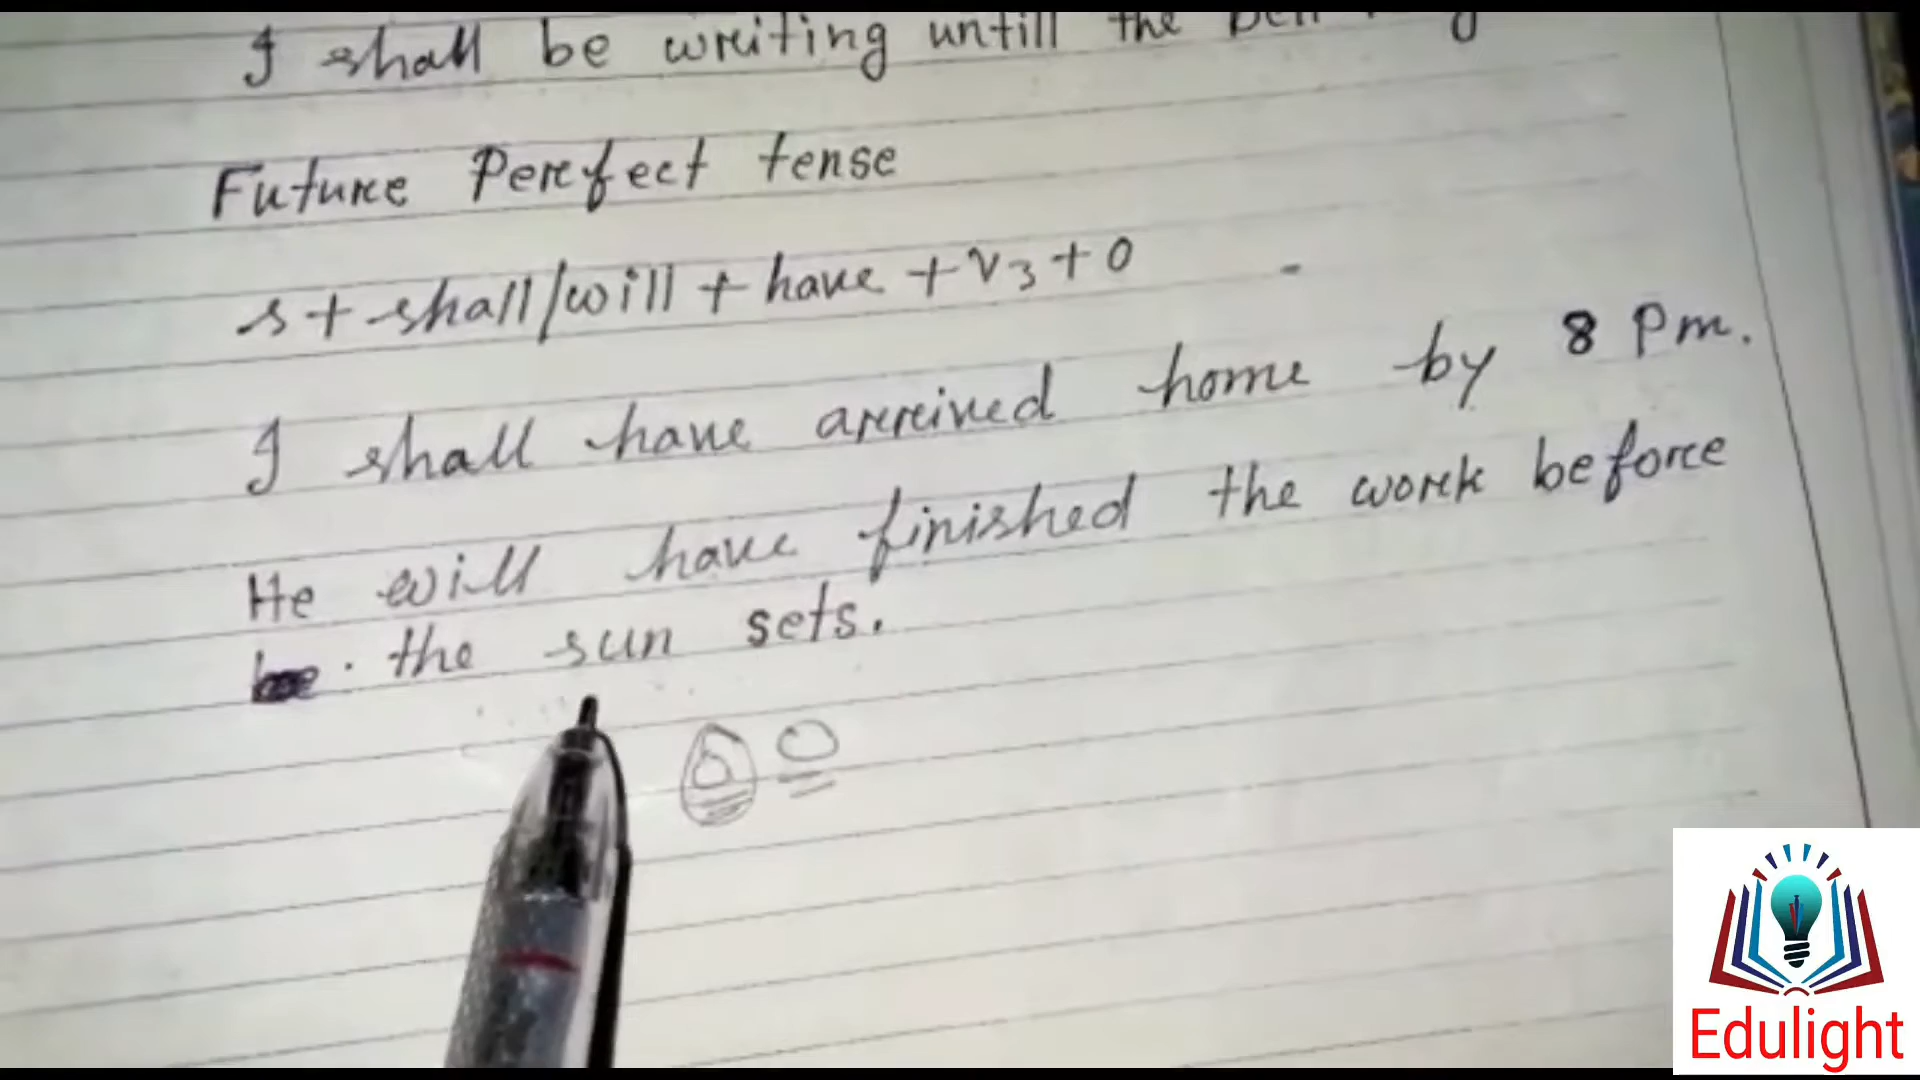 I shall be writing untill the
Future Perfect tense
s + shall/will + have + v3 + o
I shall have arrived home by 8 Pm.
He will have finished the work before
the sun sets.
Edulight